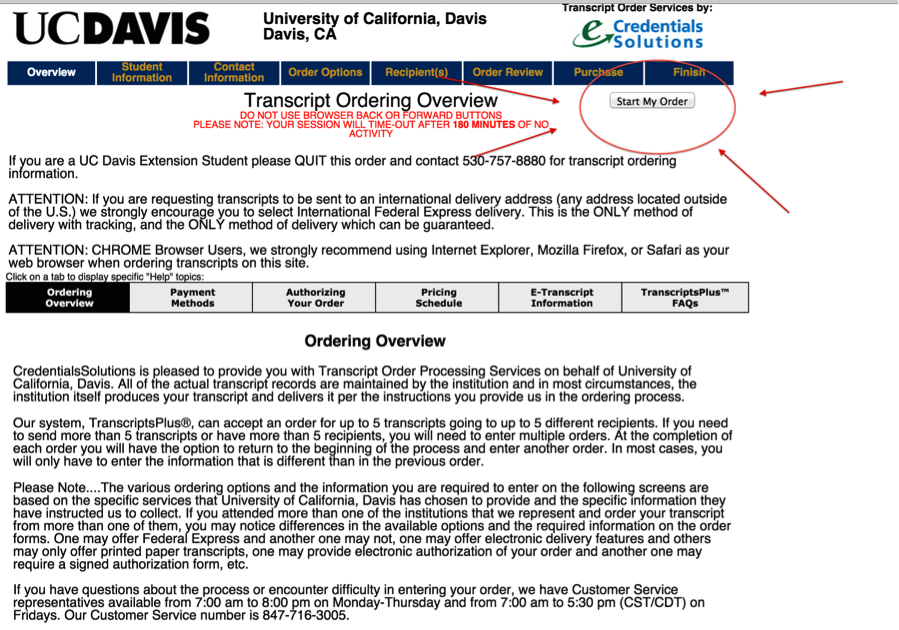 UCDAVIS
University of California, Davis
Davis, CA
Transcript Order Services by:
eCredentials
Solutions
Overview
Student
Information
Contact
Information
Order Options
Recipient(s)
Order Review
Purchase
Finish
Transcript Ordering Overview
Start My Order
DO NOT USE BROWSER BACK OR FORWARD BUTTONS
PLEASE NOTE: YOUR SESSION WILL TIME-OUT AFTER 180 MINUTES OF NO
ACTIVITY
If you are a UC Davis Extension Student please QUIT this order and contact 530-757-8880 for transcript ordering
information.
ATTENTION: If you are requesting transcripts to be sent to an international delivery address (any address located outside
of the U.S.) we strongly encourage you to select International Federal Express delivery. This is the ONLY method of
delivery with tracking, and the ONLY method of delivery which can be guaranteed.
ATTENTION: CHROME Browser Users, we strongly recommend using Internet Explorer, Mozilla Firefox, or Safari as your
web browser when ordering transcripts on this site.
Click on a tab to display specific "Help" topics:
Ordering
Overview
Payment
Methods
Authorizing
Your Order
Pricing
Schedule
E-Transcript
Information
TranscriptsPlus™
FAQs
Ordering Overview
CredentialsSolutions is pleased to provide you with Transcript Order Processing Services on behalf of University of
California, Davis. All of the actual transcript records are maintained by the institution and in most circumstances, the
institution itself produces your transcript and delivers it per the instructions you provide us in the ordering process.
Our system, TranscriptsPlus®, can accept an order for up to 5 transcripts going to up to 5 different recipients. If you need
to send more than 5 transcripts or have more than 5 recipients, you will need to enter multiple orders. At the completion of
each order you will have the option to return to the beginning of the process and enter another order. In most cases, you
will only have to enter the information that is different than in the previous order.
Please Note....The various ordering options and the information you are required to enter on the following screens are
based on the specific services that University of California, Davis has chosen to provide and the specific information they
have instructed us to collect. If you attended more than one of the institutions that we represent and order your transcript
from more than one of them, you may notice differences in the available options and the required information on the order
forms. One may offer Federal Express and another one may not, one may offer electronic delivery features and others
may only offer printed paper transcripts, one may provide electronic authorization of your order and another one may
require a signed authorization form, etc.
If you have questions about the process or encounter difficulty in entering your order, we have Customer Service
representatives available from 7:00 am to 8:00 pm on Monday-Thursday and from 7:00 am to 5:30 pm (CST/CDT) on
Fridays. Our Customer Service number is 847-716-3005.